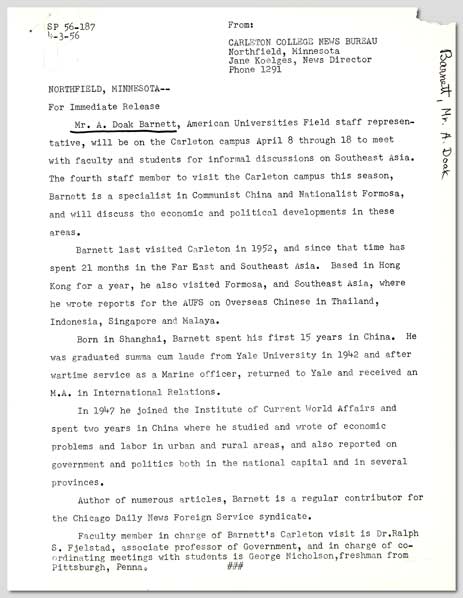 SP 56-187
4-3-56
From:
CARLETON COLLEGE NEWS BUREAU
Northfield, Minnesota
Jane Koelges, News Director
Phone 1291
Barnett, Mr. A. Doak
NORTHFIELD, MINNESOTA--
For Immediate Release
Mr. A. Doak Barnett, American Universities Field staff represen-
tative, will be on the Carleton campus April 8 through 18 to meet
with faculty and students for informal discussions on Southeast Asia.
The fourth staff member to visit the Carleton campus this season,
Barnett is a specialist in Communist China and Nationalist Formosa,
and will discuss the economic and political developments in these
areas.
Barnett last visited Carleton in 1952, and since that time has
spent 21 months in the Far East and Southeast Asia. Based in Hong
Kong for a year, he also visited Formosa, and Southeast Asia, where
he wrote reports for the AUFS on Overseas Chinese in Thailand,
Indonesia, Singapore and Malaya.
Born in Shanghai, Barnett spent his first 15 years in China. He
was graduated summa cum laude from Yale University in 1942 and after
wartime service as a Marine officer, returned to Yale and received an
M.A. in International Relations.
In 1947 he joined the Institute of Current World Affairs and
spent two years in China where he studied and wrote of economic
problems and labor in urban and rural areas, and also reported on
government and politics both in the national capital and in several
provinces.
Author of numerous articles, Barnett is a regular contributor for
the Chicago Daily News Foreign Service syndicate.
Faculty member in charge of Barnett's Carleton visit is Dr.Ralph
S. Fjelstad, associate professor of Government, and in charge of co-
ordinating meetings with students is George Nicholson,freshman from
Pittsburgh, Penna.
###